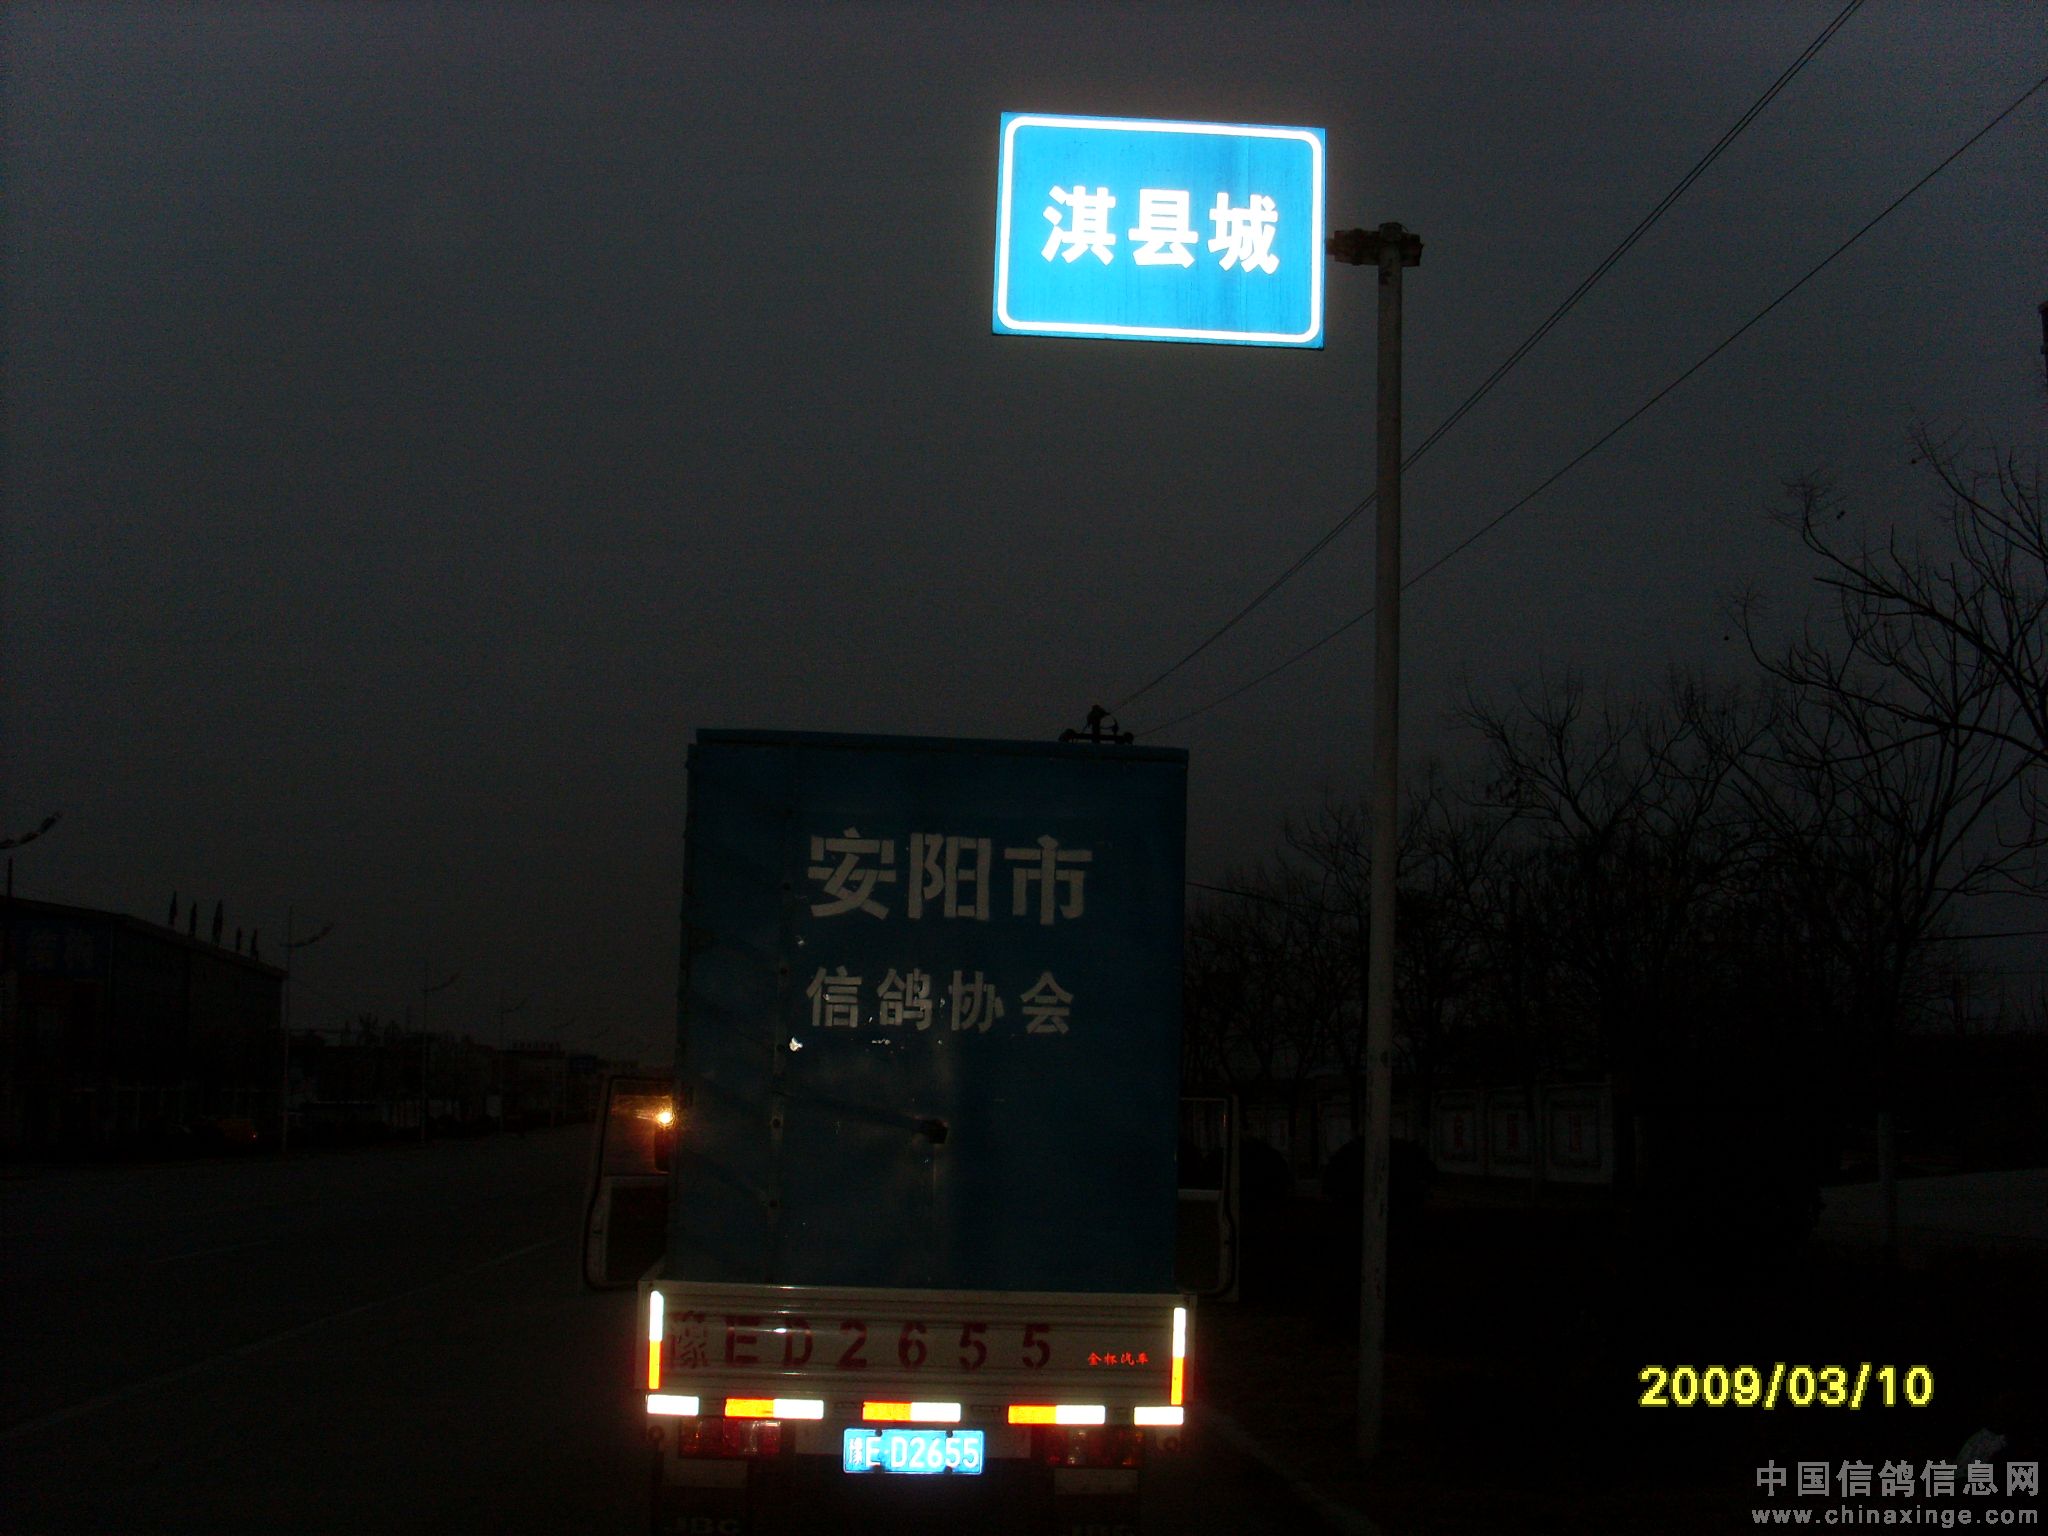 淇县城
安阳市
信鸽协会
豫ED2655
金杯汽车
豫E·D2655
2009/03/10
JBC
中国信鸽信息网
www.chinaxinge.com